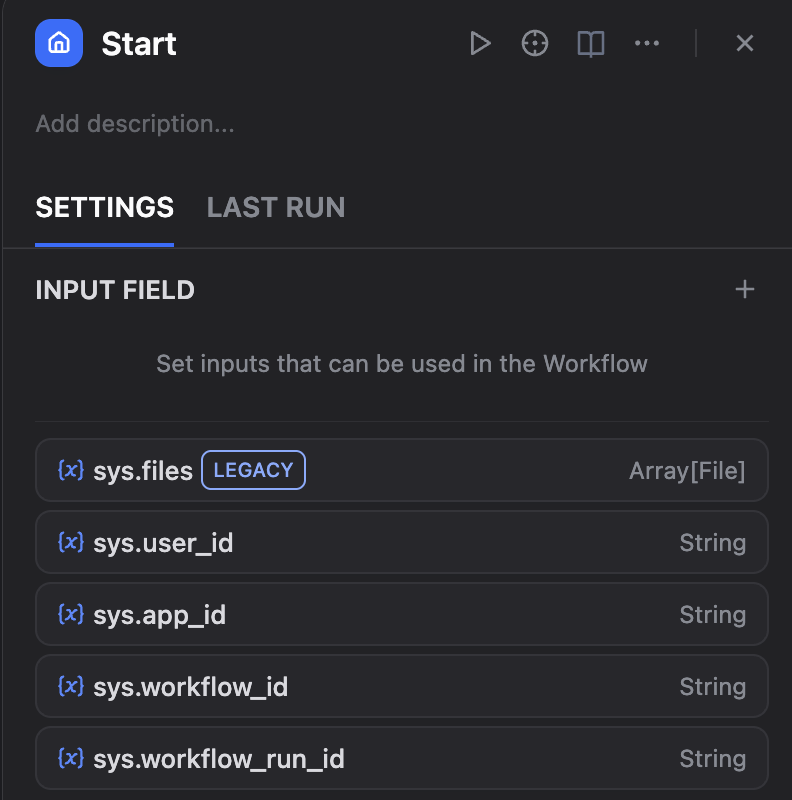 Start
Add description...
SETTINGS LAST RUN
INPUT FIELD
Set inputs that can be used in the Workflow
{x} sys.files LEGACY Array[File]
{x} sys.user_id String
{x} sys.app_id String
{x} sys.workflow_id String
{x} sys.workflow_run_id String